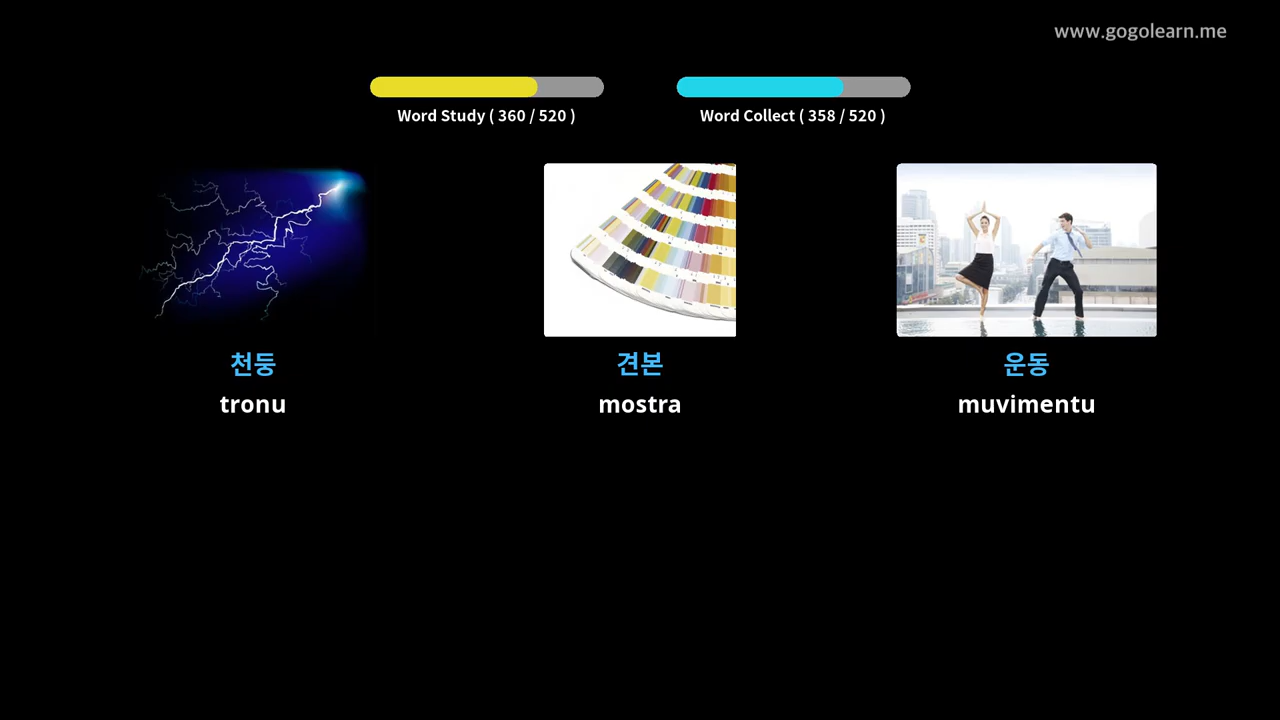 www.gogolearn.me
Word Study ( 360 / 520 )
Word Collect ( 358 / 520 )
천둥
견본
운동
tronu
mostra
muvimentu